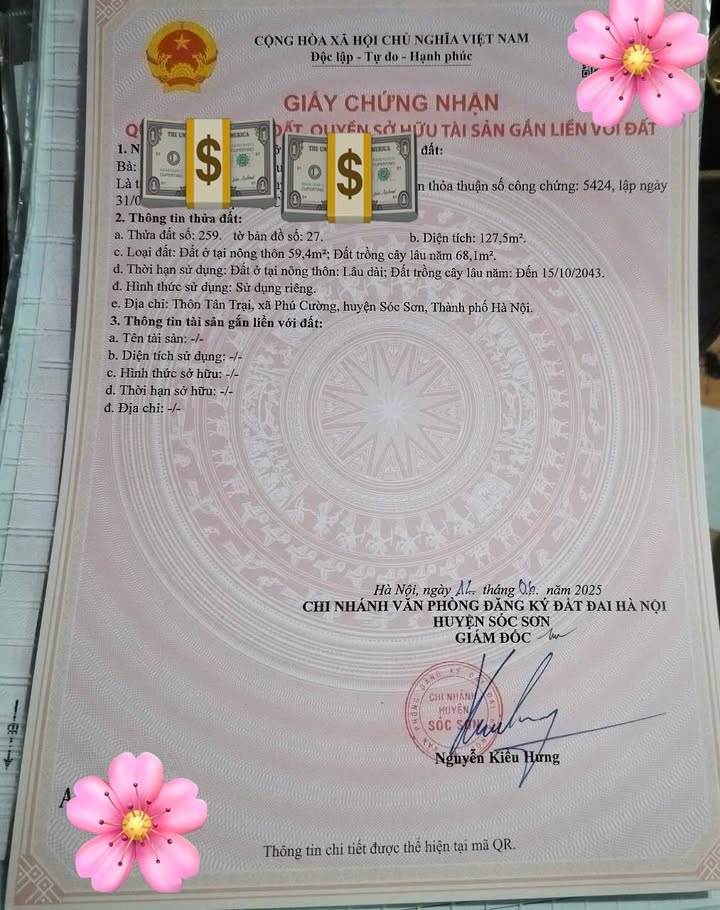 CỘNG HÒA XÃ HỘI CHỦ NGHĨA VIỆT NAM
Độc lập - Tự do - Hạnh phúc
GIẤY CHỨNG NHẬN
ĐẤT, QUYỀN SỞ HỮU TÀI SẢN GẮN LIỀN VỚI ĐẤT
1. đất:
Bà:
Là thỏa thuận số công chứng: 5424, lập ngày
2. Thông tin thửa đất:
a. Thửa đất số: 259. tờ bản đồ số: 27. b. Diện tích: 127,5m².
c. Loại đất: Đất ở tại nông thôn 59,4m²; Đất trồng cây lâu năm 68,1m².
d. Thời hạn sử dụng: Đất ở tại nông thôn: Lâu dài; Đất trồng cây lâu năm: Đến 15/10/2043.
đ. Hình thức sử dụng: Sử dụng riêng.
e. Địa chỉ: Thôn Tân Trại, xã Phú Cường, huyện Sóc Sơn, Thành phố Hà Nội.
3. Thông tin tài sản gắn liền với đất:
a. Tên tài sản: -/-
b. Diện tích sử dụng: -/-
c. Hình thức sở hữu: -/-
d. Thời hạn sở hữu: -/-
đ. Địa chỉ: -/-
Hà Nội, ngày tháng 06. năm 2025
CHI NHÁNH VĂN PHÒNG ĐĂNG KÝ ĐẤT ĐAI HÀ NỘI
HUYỆN SÓC SƠN
GIÁM ĐỐC
CHI NHÁNH
HUYỆN
SÓC SƠN
Nguyễn Kiều Hưng
Thông tin chi tiết được thể hiện tại mã QR.